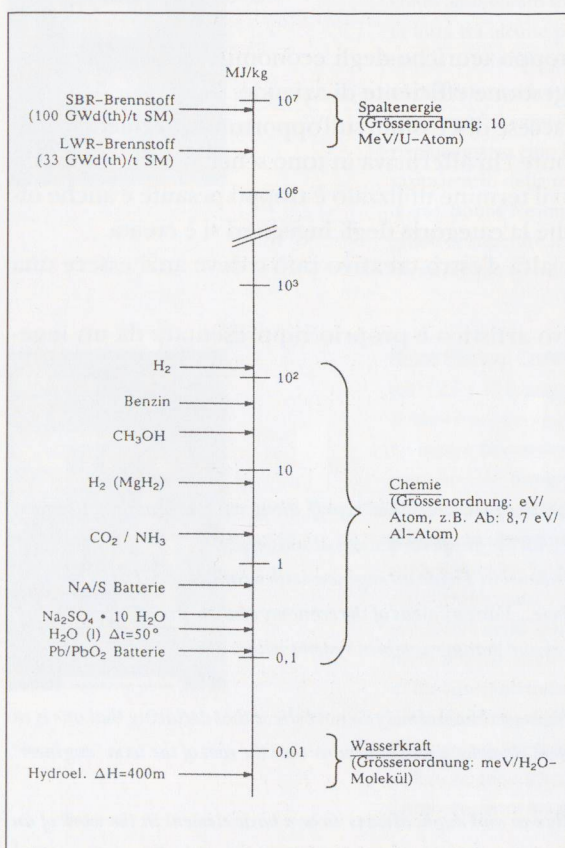 MJ/kg
SBR–Brennstoff
(100 GWd(th)/t SM)
LWR–Brennstoff
(33 GWd(th)/t SM)
10⁷
10⁶
10³
10²
10
1
0,1
0,01
Spaltenergie
(Grössenordnung: 10
MeV/U–Atom)
H₂
Benzin
CH₃OH
H₂ (MgH₂)
CO₂ / NH₃
NA/S Batterie
Na₂SO₄ • 10 H₂O
H₂O (l) Δt=50°
Pb/PbO₂ Batterie
Chemie
(Grössenordnung: eV/
Atom, z.B. Ab: 8,7 eV/
Al–Atom)
Hydroel. ΔH=400m
Wasserkraft
(Grössenordnung: meV/H₂O–
Molekül)